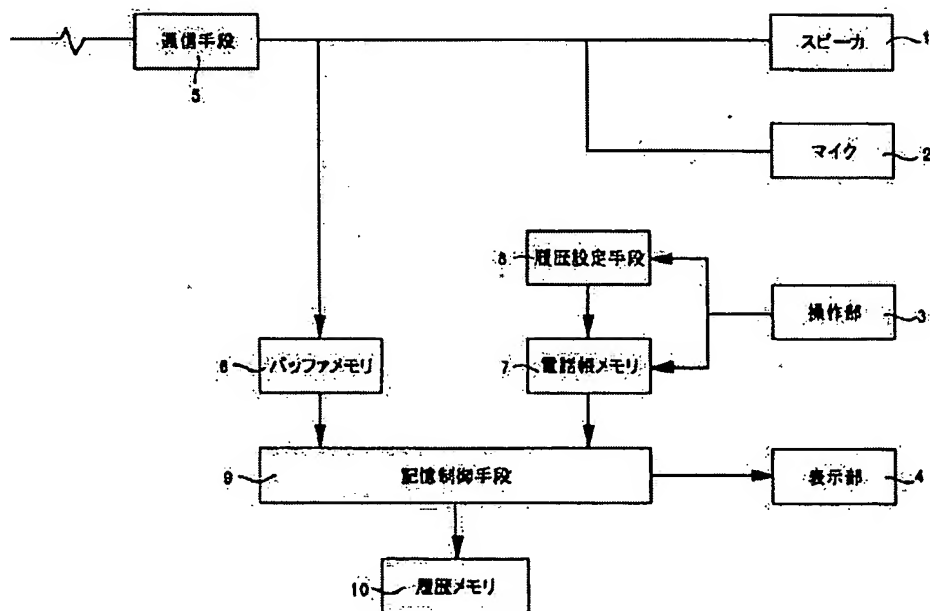 通信手段
5
スピーカ
1
マイク
2
8
履歴設定手段
操作部
3
6
バッファメモリ
7
電話帳メモリ
9
記憶制御手段
表示部
4
10
履歴メモリ